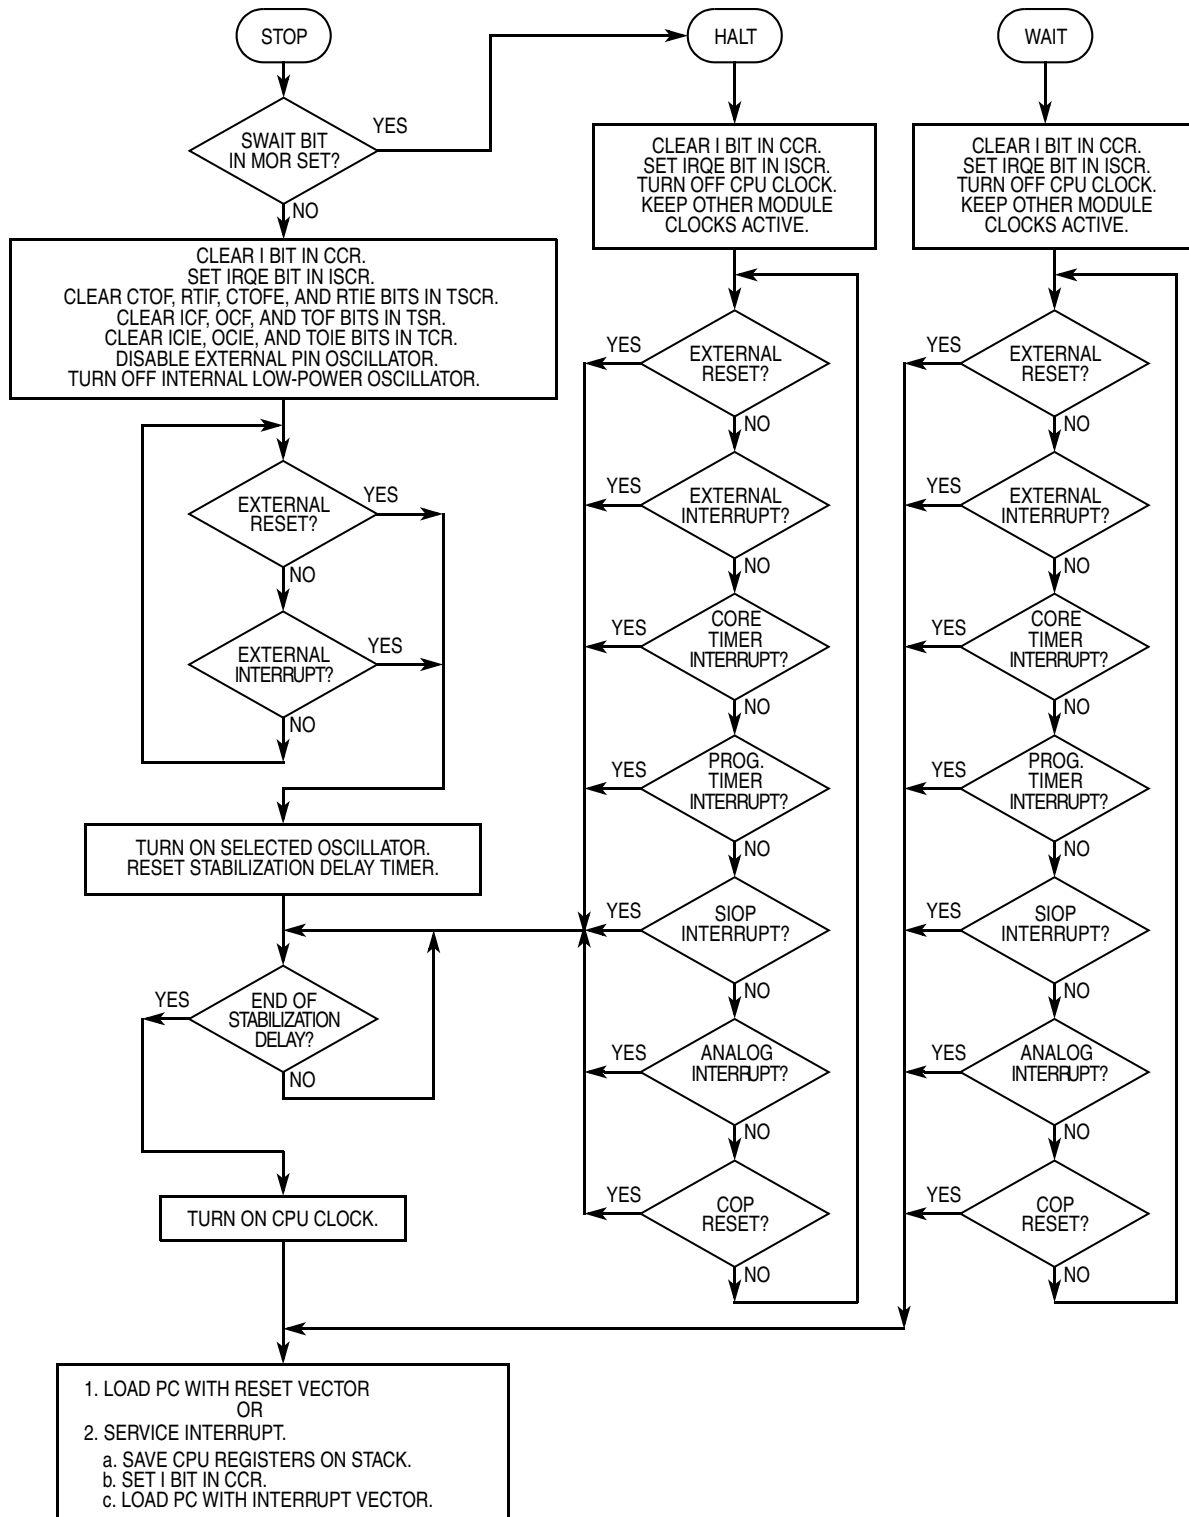 STOP
SWAIT BIT
IN MOR SET?
YES
NO
CLEAR I BIT IN CCR.
SET IRQE BIT IN ISCR.
CLEAR CTOF, RTIF, CTOFE, AND RTIE BITS IN TSCR.
CLEAR ICF, OCF, AND TOF BITS IN TSR.
CLEAR ICIE, OCIE, AND TOIE BITS IN TCR.
DISABLE EXTERNAL PIN OSCILLATOR.
TURN OFF INTERNAL LOW-POWER OSCILLATOR.
EXTERNAL
RESET?
YES
NO
EXTERNAL
INTERRUPT?
YES
NO
TURN ON SELECTED OSCILLATOR.
RESET STABILIZATION DELAY TIMER.
YES
END OF
STABILIZATION
DELAY?
NO
TURN ON CPU CLOCK.
1. LOAD PC WITH RESET VECTOR
OR
2. SERVICE INTERRUPT.
a. SAVE CPU REGISTERS ON STACK.
b. SET I BIT IN CCR.
c. LOAD PC WITH INTERRUPT VECTOR.
HALT
CLEAR I BIT IN CCR.
SET IRQE BIT IN ISCR.
TURN OFF CPU CLOCK.
KEEP OTHER MODULE
CLOCKS ACTIVE.
YES
EXTERNAL
RESET?
NO
YES
EXTERNAL
INTERRUPT?
NO
YES
CORE
TIMER
INTERRUPT?
NO
YES
PROG.
TIMER
INTERRUPT?
NO
YES
SIOP
INTERRUPT?
NO
YES
ANALOG
INTERRUPT?
NO
YES
COP
RESET?
NO
WAIT
CLEAR I BIT IN CCR.
SET IRQE BIT IN ISCR.
TURN OFF CPU CLOCK.
KEEP OTHER MODULE
CLOCKS ACTIVE.
YES
EXTERNAL
RESET?
NO
YES
EXTERNAL
INTERRUPT?
NO
YES
CORE
TIMER
INTERRUPT?
NO
YES
PROG.
TIMER
INTERRUPT?
NO
YES
SIOP
INTERRUPT?
NO
YES
ANALOG
INTERRUPT?
NO
YES
COP
RESET?
NO